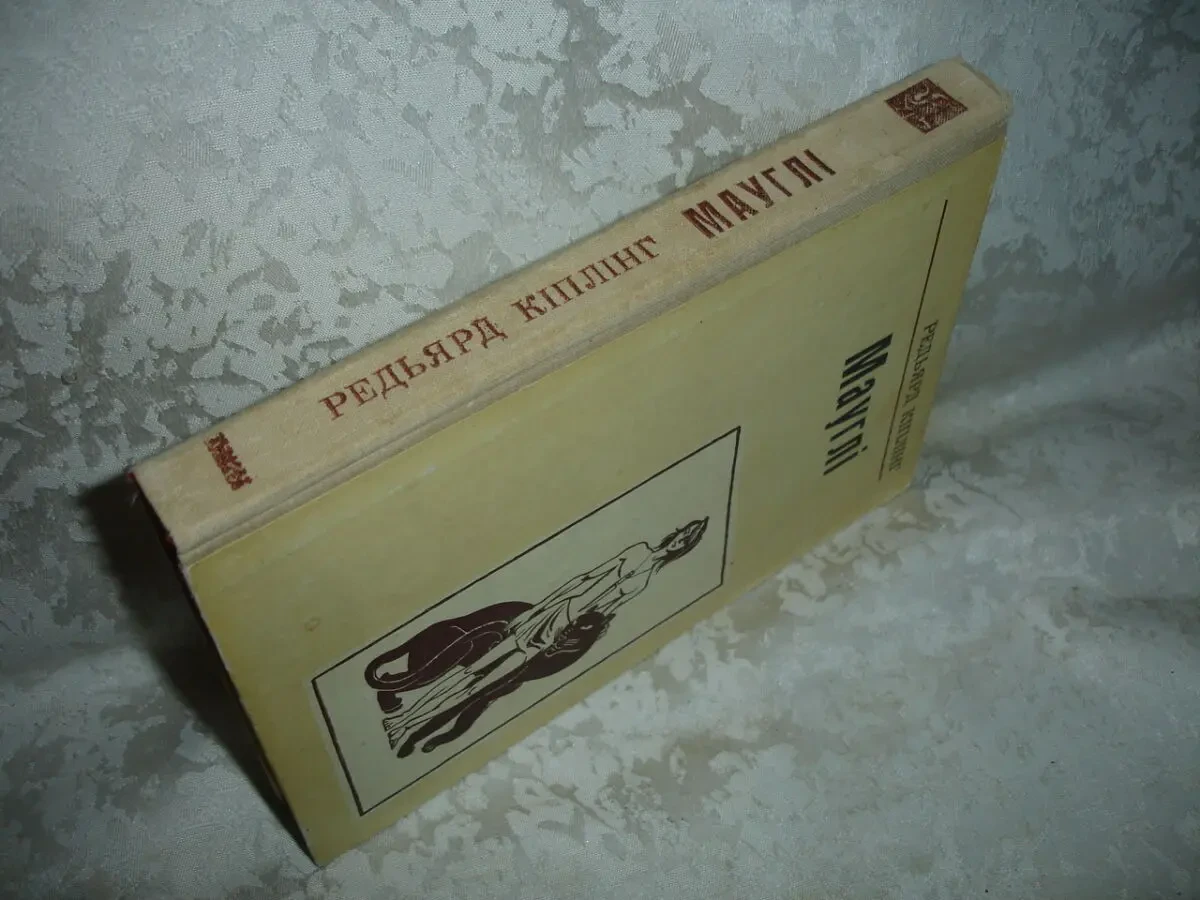 РЕДЬЯРД КІПЛІНГ МАУГЛІ
РЕДЬЯРД КІПЛІНГ
Мауглі